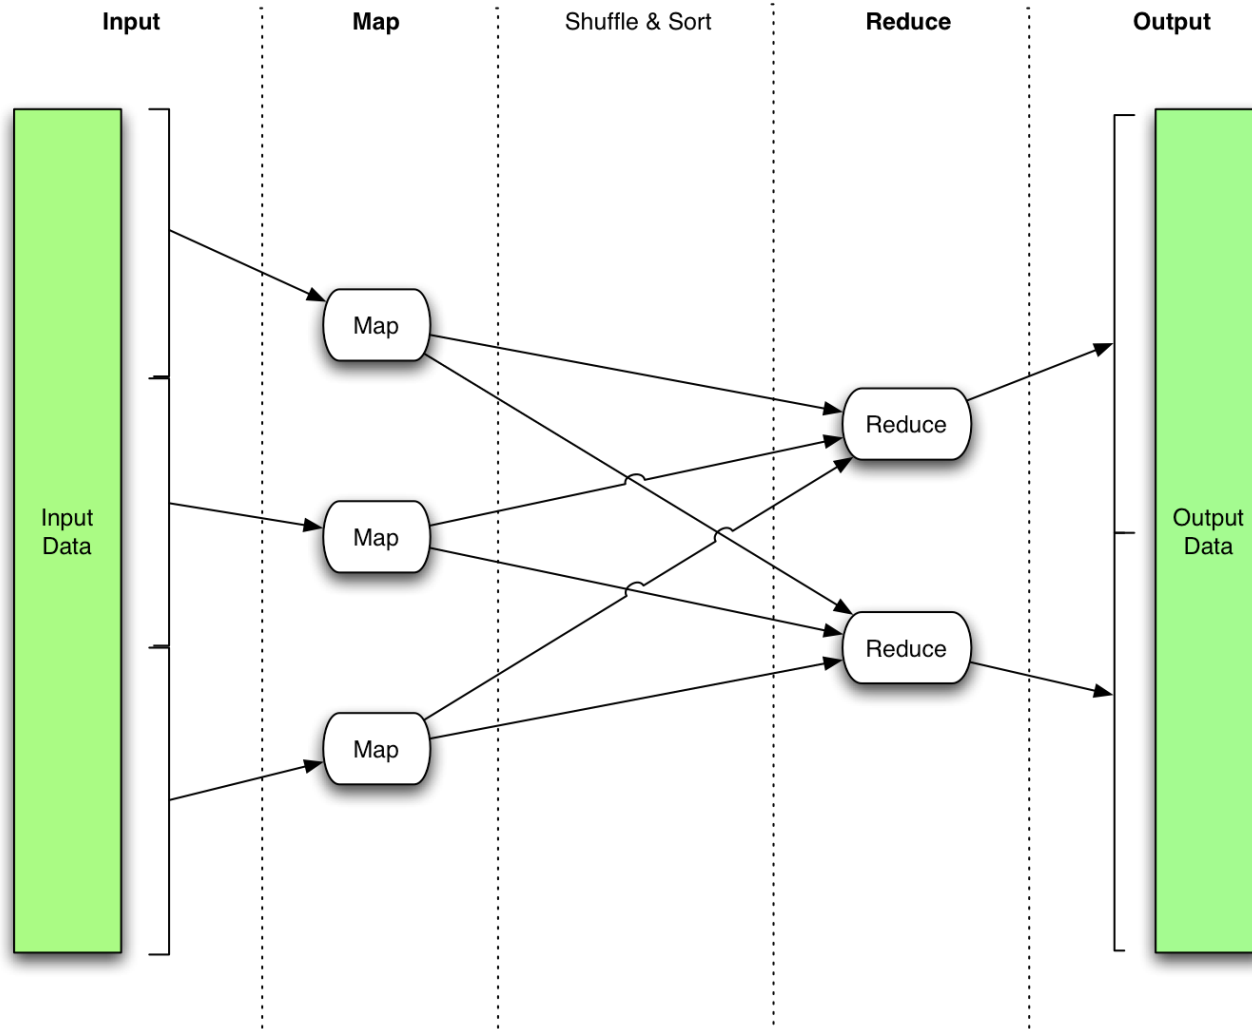 Input
Map
Shuffle & Sort
Reduce
Output
Map
Reduce
Input
Data
Map
Output
Data
Reduce
Map